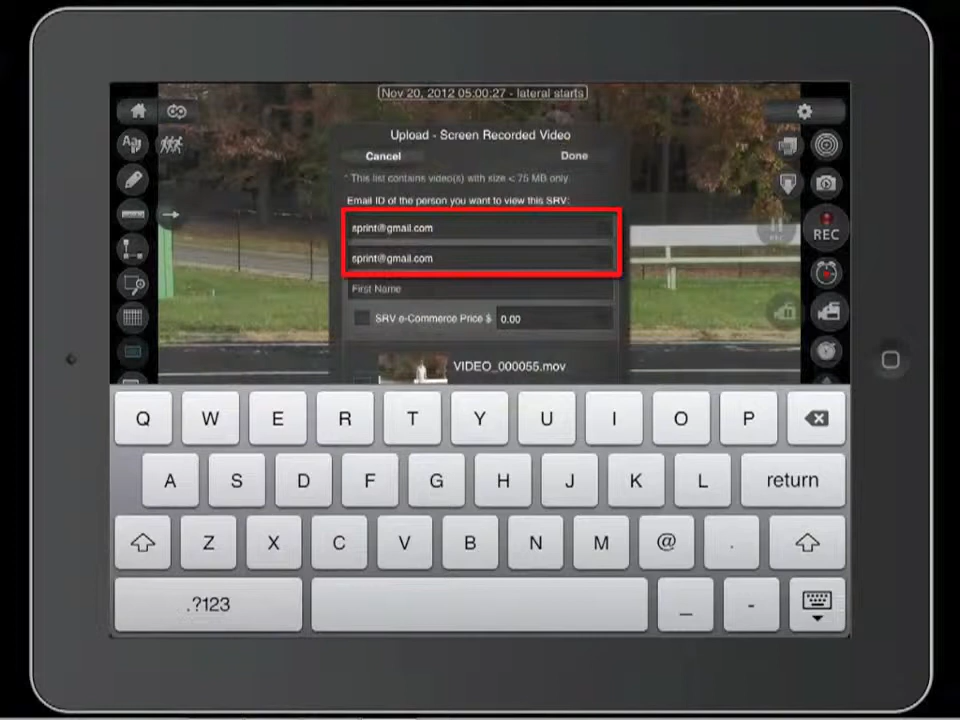 Nov 20, 2012 05:00:27 - lateral starts
Upload - Screen Recorded Video
Cancel Done
* This list contains video(s) with size < 75 MB only
Email ID of the person you want to view this SRV:
sprint@gmail.com
sprint@gmail.com
First Name
SRV e-Commerce Price $ 0.00
VIDEO_000055.mov
REC
Q W E R T Y U I O P
A S D F G H J K L return
Z X C V B N M @ .
.?123 _ -